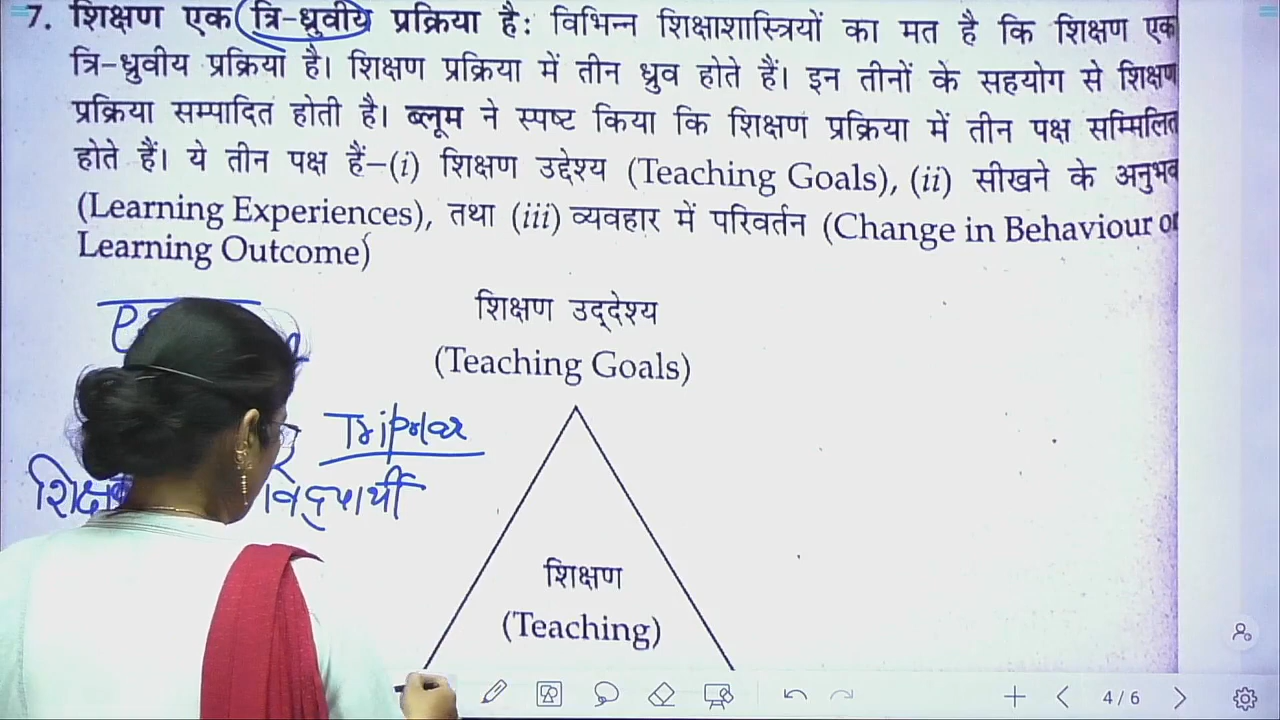 7. शिक्षण एक त्रि-ध्रुवीय प्रक्रिया है: विभिन्न शिक्षाशास्त्रियों का मत है कि शिक्षण एक
त्रि-ध्रुवीय प्रक्रिया है। शिक्षण प्रक्रिया में तीन ध्रुव होते हैं। इन तीनों के सहयोग से शिक्षण
प्रक्रिया सम्पादित होती है। ब्लूम ने स्पष्ट किया कि शिक्षण प्रक्रिया में तीन पक्ष सम्मिलित
होते हैं। ये तीन पक्ष हैं–(i) शिक्षण उद्देश्य (Teaching Goals), (ii) सीखने के अनुभव
(Learning Experiences), तथा (iii) व्यवहार में परिवर्तन (Change in Behaviour or
Learning Outcome)
शिक्षण उद्‌देश्य
(Teaching Goals)
Tripolar
विद्यार्थी
शिक्षण
(Teaching)
4/6